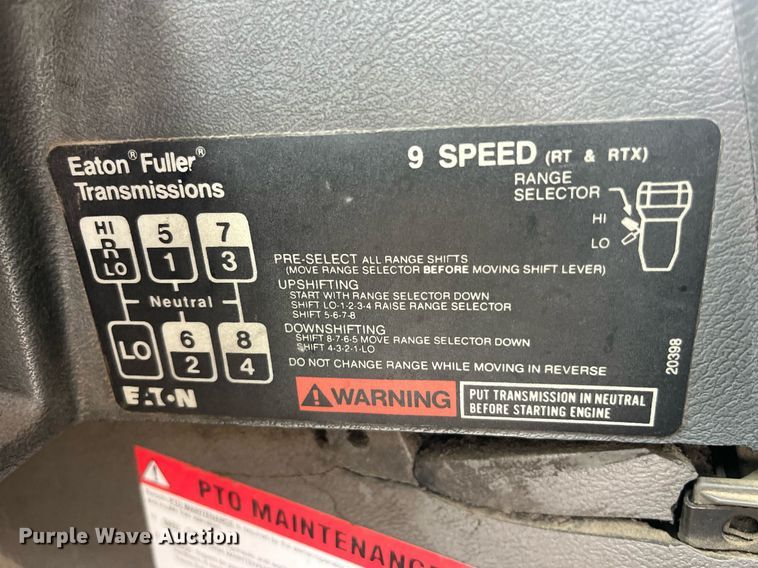 Eaton® Fuller®
Transmissions
9 SPEED (RT & RTX)
RANGE
SELECTOR
HI
LO
HI
R
LO
5
1
7
3
Neutral
LO
6
2
8
4
PRE-SELECT ALL RANGE SHIFTS
(MOVE RANGE SELECTOR BEFORE MOVING SHIFT LEVER)
UPSHIFTING
START WITH RANGE SELECTOR DOWN
SHIFT LO-1-2-3-4 RAISE RANGE SELECTOR
SHIFT 5-6-7-8
DOWNSHIFTING
SHIFT 8-7-6-5 MOVE RANGE SELECTOR DOWN
SHIFT 4-3-2-1-LO
DO NOT CHANGE RANGE WHILE MOVING IN REVERSE
20398
EATON
WARNING
PUT TRANSMISSION IN NEUTRAL
BEFORE STARTING ENGINE
PTO MAINTENANCE
Purple Wave Auction